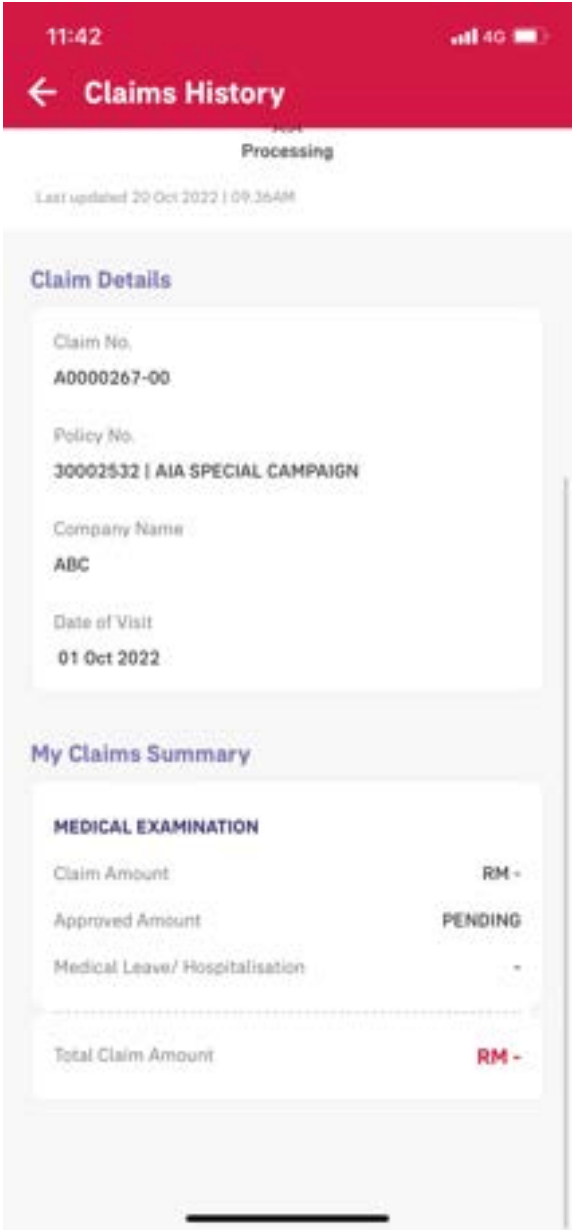 11:42
4G
Claims History
Processing
Last updated 20 Oct 2022 | 09.36AM
Claim Details
Claim No.
A0000267-00
Policy No.
30002532 | AIA SPECIAL CAMPAIGN
Company Name
ABC
Date of Visit
01 Oct 2022
My Claims Summary
MEDICAL EXAMINATION
Claim Amount RM -
Approved Amount PENDING
Medical Leave/ Hospitalisation -
Total Claim Amount RM -